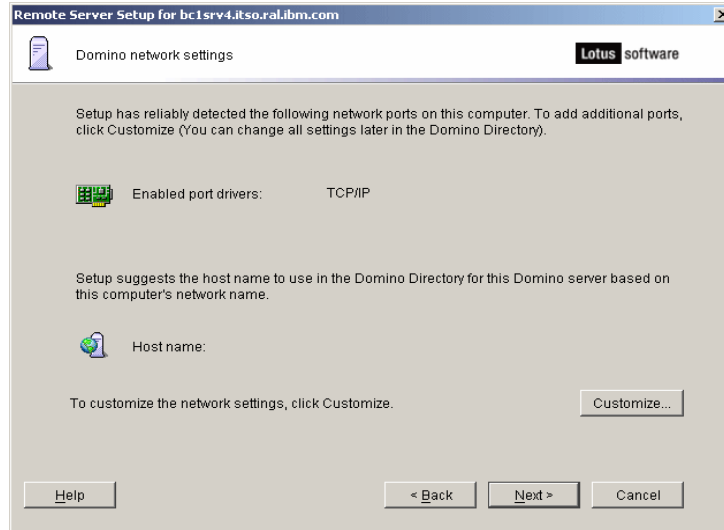 Remote Server Setup for bc1srv4.itso.ral.ibm.com
Domino network settings
Lotus software
Setup has reliably detected the following network ports on this computer. To add additional ports,
click Customize (You can change all settings later in the Domino Directory).
Enabled port drivers: TCP/IP
Setup suggests the host name to use in the Domino Directory for this Domino server based on
this computer's network name.
Host name:
To customize the network settings, click Customize. Customize...
Help < Back Next > Cancel